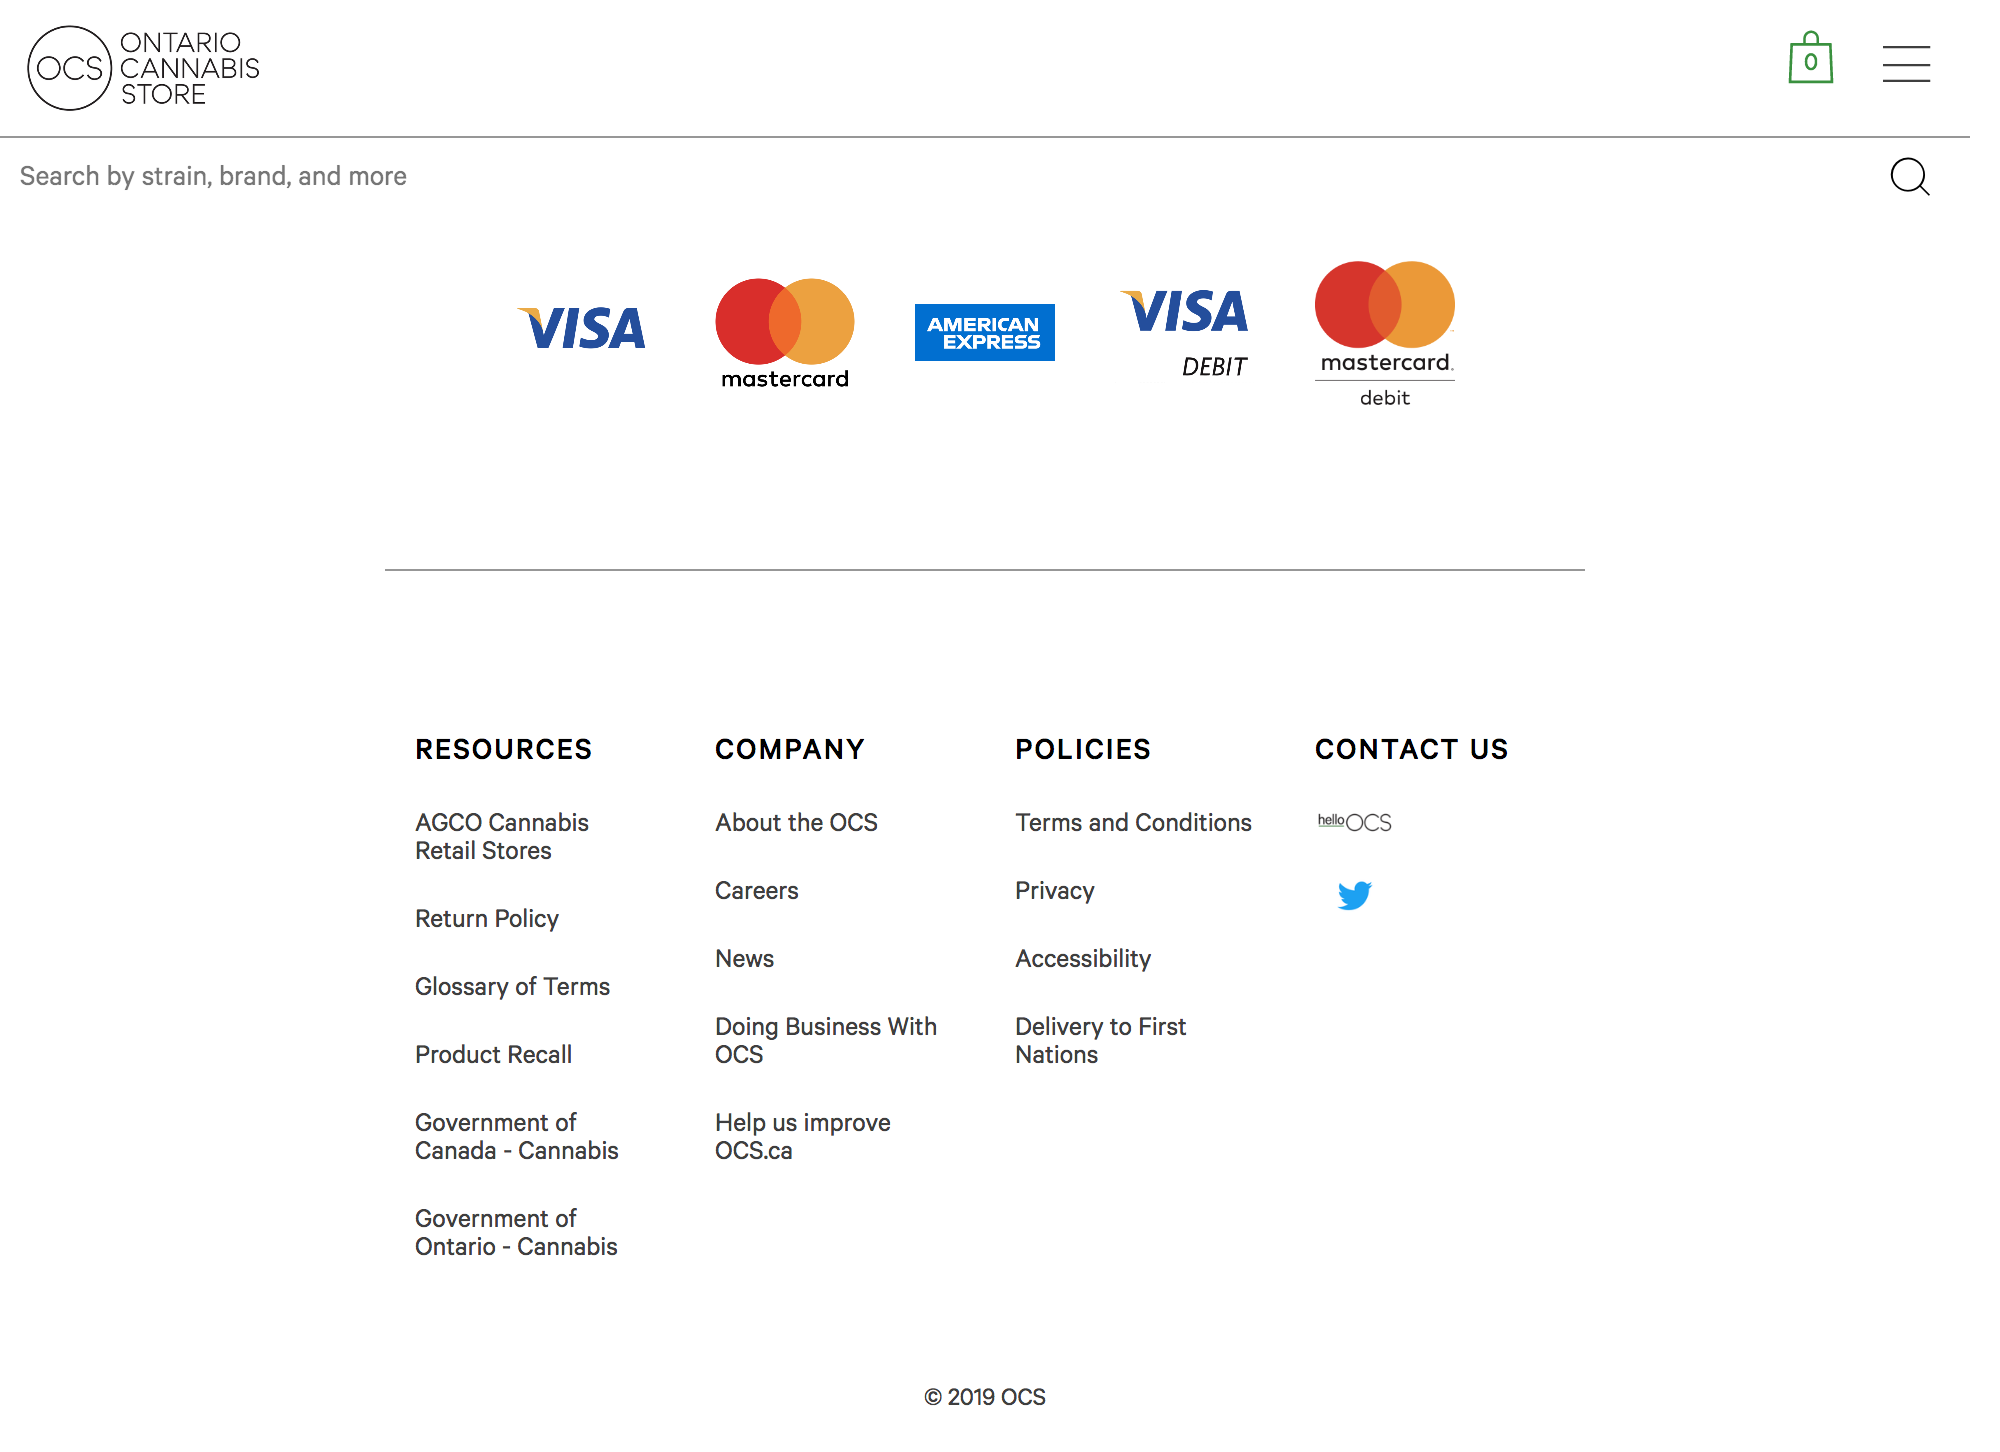 OCS
ONTARIO
CANNABIS
STORE
0
Search by strain, brand, and more
VISA
mastercard
AMERICAN
EXPRESS
VISA
DEBIT
mastercard.
debit
RESOURCES
AGCO Cannabis
Retail Stores
Return Policy
Glossary of Terms
Product Recall
Government of
Canada - Cannabis
Government of
Ontario - Cannabis
COMPANY
About the OCS
Careers
News
Doing Business With
OCS
Help us improve
OCS.ca
POLICIES
Terms and Conditions
Privacy
Accessibility
Delivery to First
Nations
CONTACT US
helloOCS
© 2019 OCS